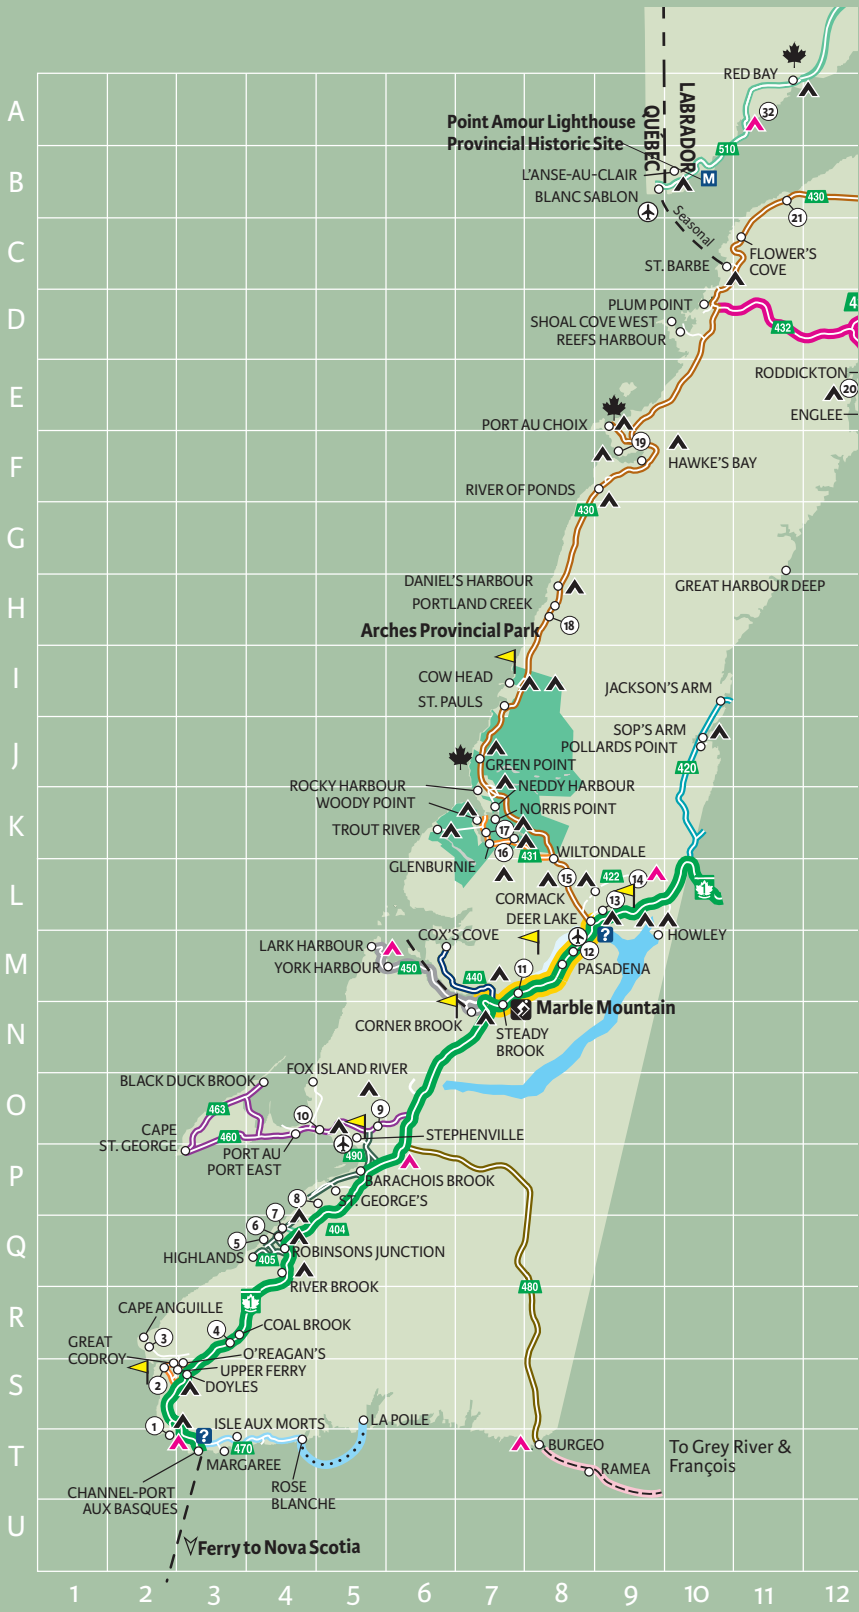 RED BAY
A
32
Point Amour Lighthouse
Provincial Historic Site
QUÉBEC
LABRADOR
510
B
L'ANSE-AU-CLAIR
M
BLANC SABLON
430
21
Seasonal
C
FLOWER'S
COVE
ST. BARBE
PLUM POINT
4
D
SHOAL COVE WEST
432
REEFS HARBOUR
RODDICKTON
E
20
ENGLEE
PORT AU CHOIX
19
F
HAWKE'S BAY
RIVER OF PONDS
430
G
DANIEL'S HARBOUR
GREAT HARBOUR DEEP
H
PORTLAND CREEK
18
Arches Provincial Park
I
COW HEAD
JACKSON'S ARM
ST. PAULS
SOP'S ARM
J
POLLARDS POINT
GREEN POINT
420
ROCKY HARBOUR
NEDDY HARBOUR
WOODY POINT
NORRIS POINT
K
TROUT RIVER
17
16
431
WILTONDALE
GLENBURNIE
15
422
14
L
1
CORMACK
13
DEER LAKE
COX'S COVE
?
HOWLEY
LARK HARBOUR
12
M
YORK HARBOUR
450
440
11
PASADENA
Marble Mountain
CORNER BROOK
N
STEADY
BROOK
FOX ISLAND RIVER
BLACK DUCK BROOK
O
463
10
9
CAPE
ST. GEORGE
460
STEPHENVILLE
PORT AU
PORT EAST
490
P
BARACHOIS BROOK
8
ST. GEORGE'S
7
6
404
5
Q
HIGHLANDS
405
ROBINSONS JUNCTION
RIVER BROOK
480
1
R
CAPE ANGUILLE
4
COAL BROOK
3
GREAT
CODROY
O'REAGAN'S
UPPER FERRY
S
2
DOYLES
1
ISLE AUX MORTS
LA POILE
?
470
T
MARGAREE
BURGEO
To Grey River &
François
RAMEA
CHANNEL-PORT
AUX BASQUES
ROSE
BLANCHE
U
Ferry to Nova Scotia
1 2 3 4 5 6 7 8 9 10 11 12